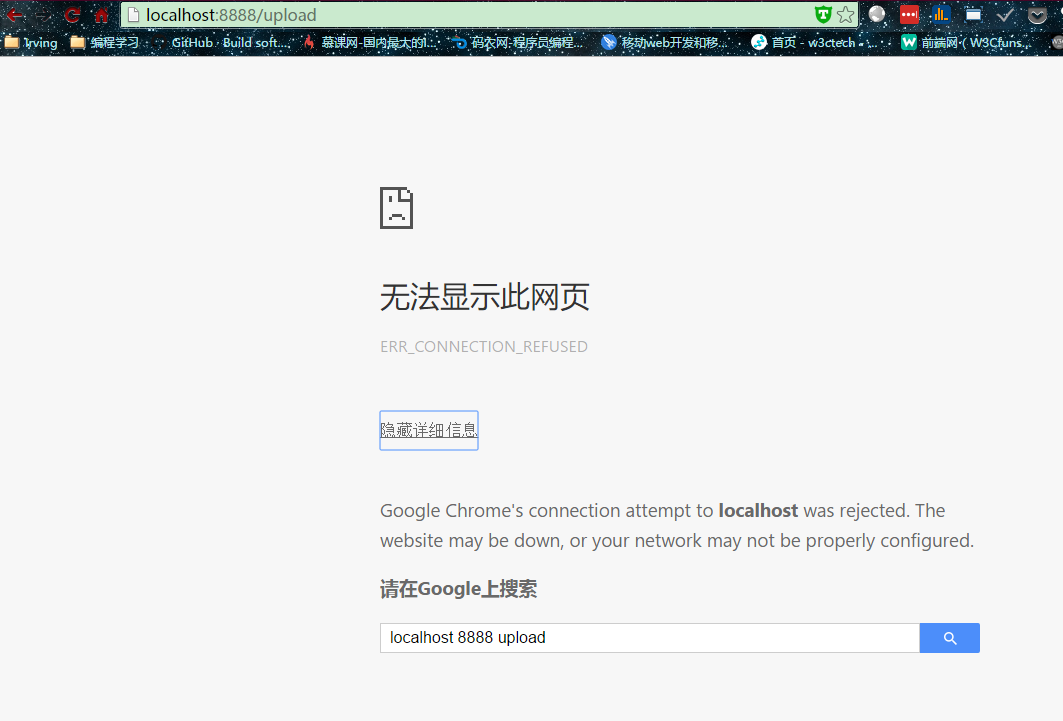 localhost:8888/upload
Irving 编程学习 GitHub · Build soft... 慕课网-国内最大的I... 码农网:程序员编程... 移动web开发和移... 首页 - w3ctech - ... 前端网 ( W3Cfuns...
无法显示此网页
ERR_CONNECTION_REFUSED
隐藏详细信息
Google Chrome's connection attempt to localhost was rejected. The
website may be down, or your network may not be properly configured.
请在Google上搜索
localhost 8888 upload